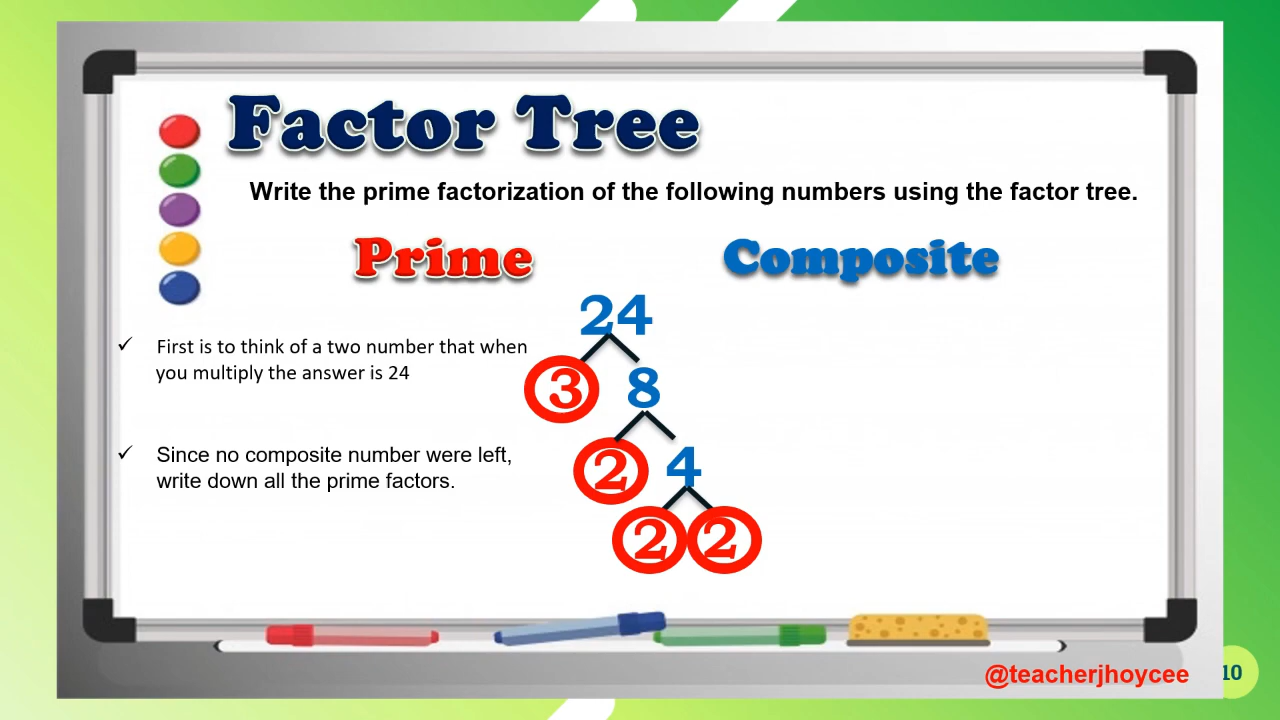 Factor Tree
Write the prime factorization of the following numbers using the factor tree.
Prime
Composite
24
First is to think of a two number that when
you multiply the answer is 24
3 8
Since no composite number were left,
write down all the prime factors.
2 4
2 2
@teacherjhoycee
10